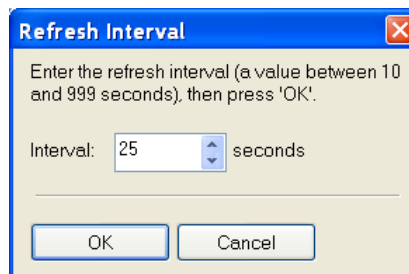 Refresh Interval
Enter the refresh interval (a value between 10
and 999 seconds), then press 'OK'.
Interval: 25 seconds
OK Cancel